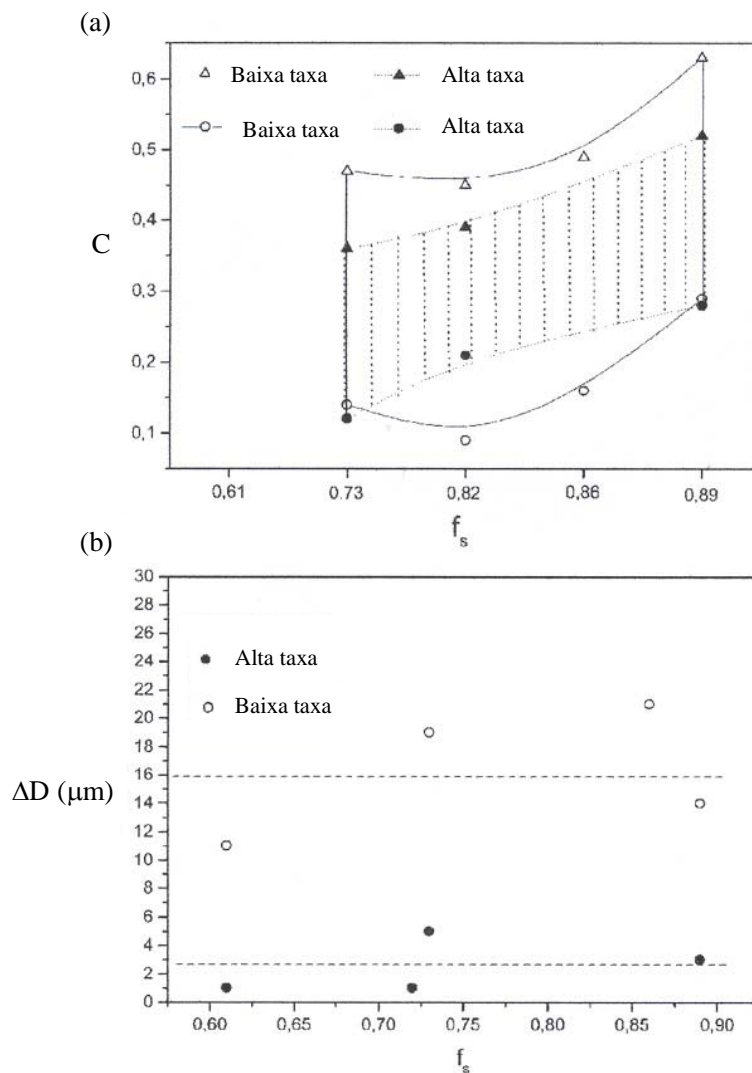 (a)
0,6
0,5
0,4
C
0,3
0,2
0,1
Baixa taxa
Alta taxa
Baixa taxa
Alta taxa
0,61
0.73
0,82
0,86
0,89
fs
(b)
30
28
26
24
22
20
18
16
14
12
10
8
6
4
2
0
Alta taxa
Baixa taxa
ΔD (μm)
0,60
0,65
0,70
0,75
0,80
0,85
0,90
fs